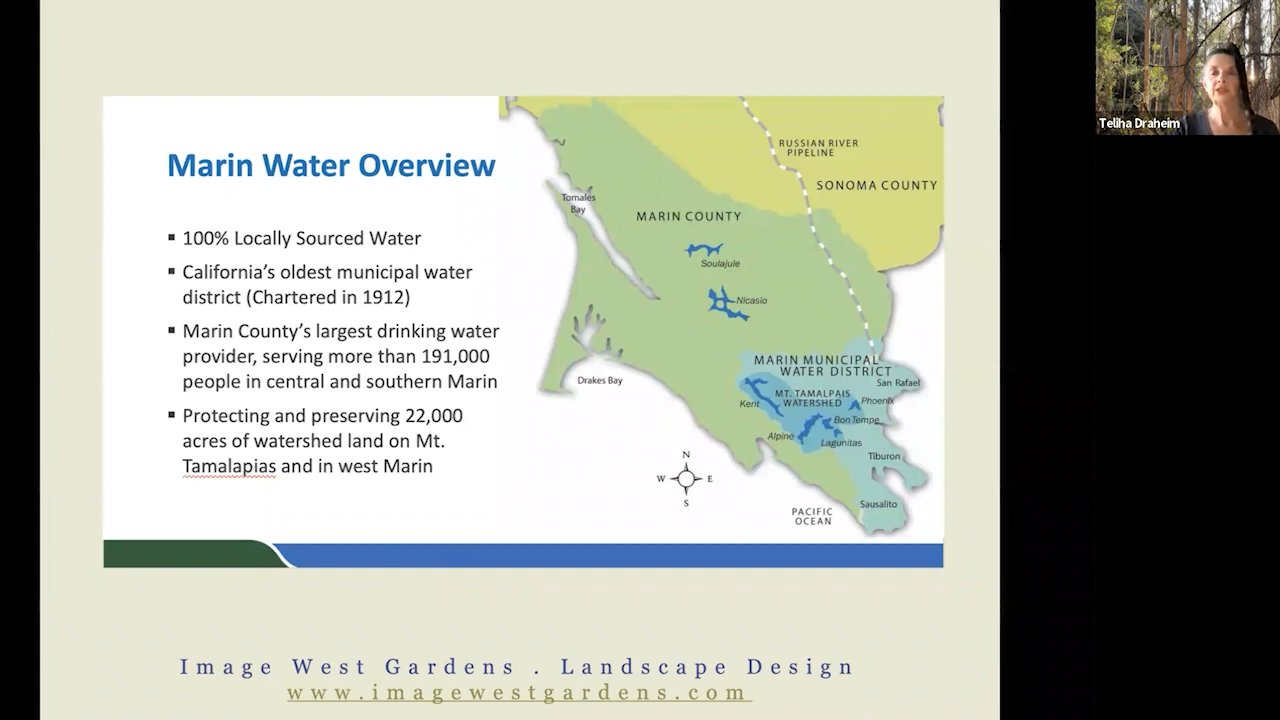 Marin Water Overview
▪ 100% Locally Sourced Water
▪ California's oldest municipal water
district (Chartered in 1912)
▪ Marin County's largest drinking water
provider, serving more than 191,000
people in central and southern Marin
▪ Protecting and preserving 22,000
acres of watershed land on Mt.
Tamalapias and in west Marin
RUSSIAN RIVER
PIPELINE
SONOMA COUNTY
Tomales
Bay
MARIN COUNTY
Soulajule
Nicasio
MARIN MUNICIPAL
WATER DISTRICT
San Rafael
Drakes Bay
MT. TAMALPAIS
WATERSHED
Kent
Phoenix
Bon Tempe
Alpine
Lagunitas
Tiburon
N
W
E
S
Sausalito
PACIFIC
OCEAN
Image West Gardens . Landscape Design
www.imagewestgardens.com
Teliha Draheim